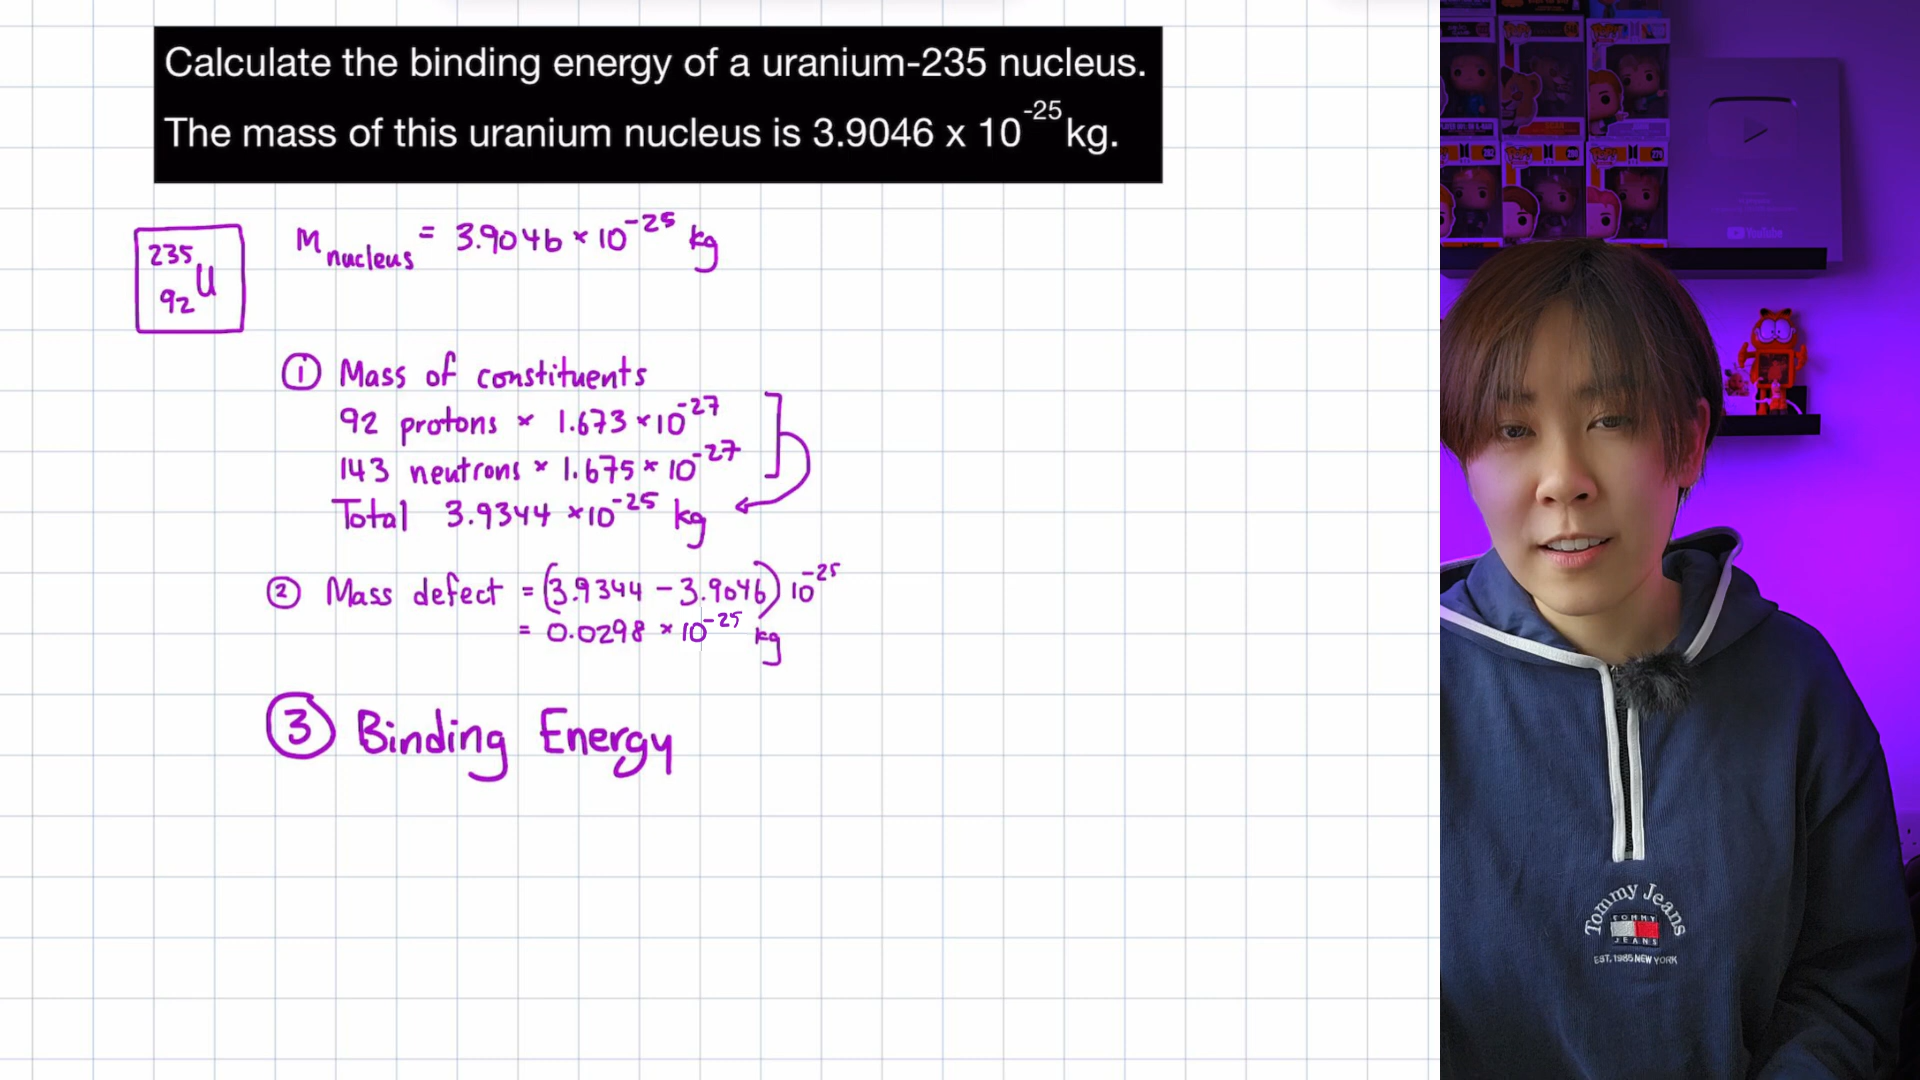 Calculate the binding energy of a uranium-235 nucleus.
The mass of this uranium nucleus is 3.9046 x 10^-25 kg.
235
92 U
M nucleus = 3.9046 × 10^-25 kg
① Mass of constituents
92 protons × 1.673 × 10^-27
143 neutrons × 1.675 × 10^-27
Total 3.9344 × 10^-25 kg
② Mass defect = (3.9344 − 3.9046) 10^-25
= 0.0298 × 10^-25 kg
③ Binding Energy
YouTube
Tommy Jeans
TOMMY
JEANS
EST. 1985 NEW YORK